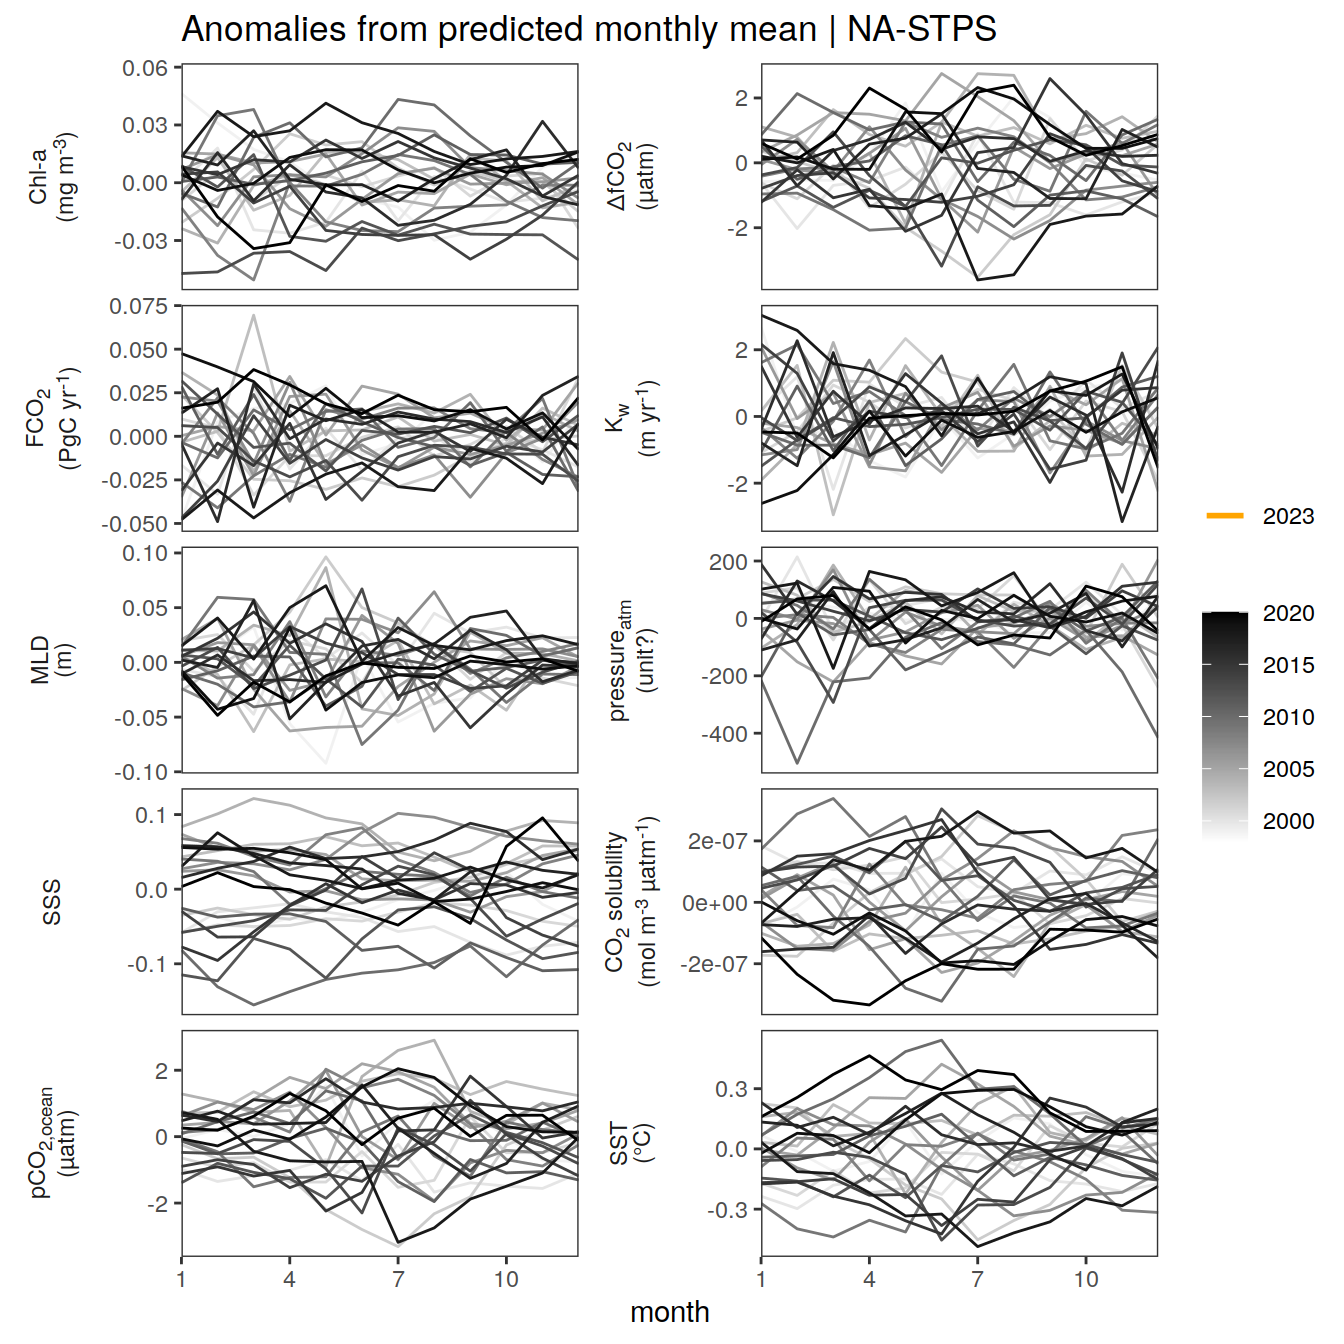 Anomalies from predicted monthly mean | NA-STPS
Chl-a
(mg m⁻³)
0.06
0.03
0.00
-0.03
ΔfCO₂
(µatm)
2
0
-2
FCO₂
(PgC yr⁻¹)
0.075
0.050
0.025
0.000
-0.025
-0.050
K_w
(m yr⁻¹)
2
0
-2
MLD
(m)
0.10
0.05
0.00
-0.05
-0.10
pressure_atm
(unit?)
200
0
-200
-400
SSS
0.1
0.0
-0.1
CO₂ solubility
(mol m⁻³ µatm⁻¹)
2e-07
0e+00
-2e-07
pCO₂,ocean
(µatm)
2
0
-2
SST
(°C)
0.3
0.0
-0.3
1 4 7 10
1 4 7 10
month
2023
2020
2015
2010
2005
2000